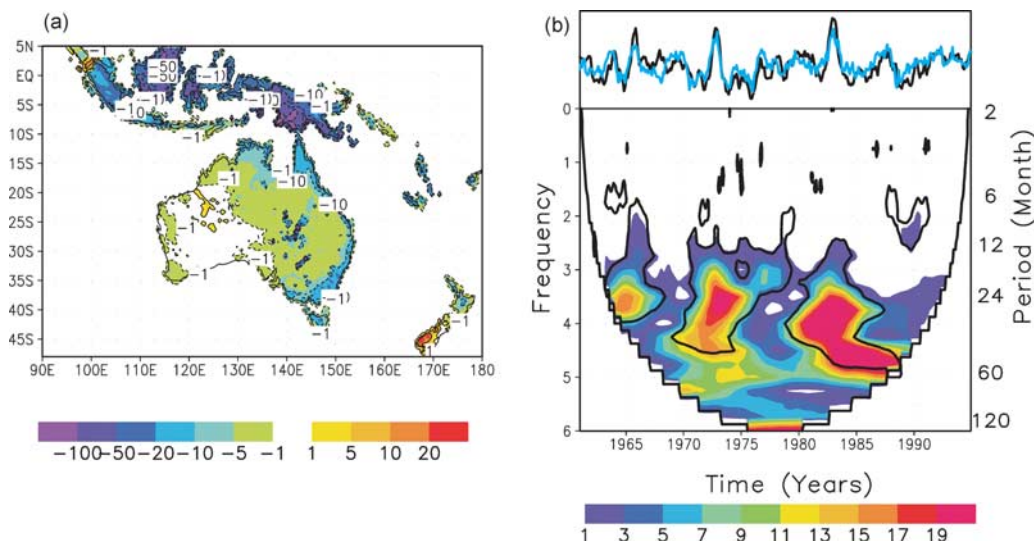 (a)
(b)
5N
EQ
5S
10S
15S
20S
25S
30S
35S
40S
45S
90E 100E 110E 120E 130E 140E 150E 160E 170E 180
-1
-50
-10
-1
-1
-10
-1
-10
-1
-1
-1
-1
-1
-100 -50 -20 -10 -5 -1
1 5 10 20
Frequency
0
1
2
3
4
5
6
Period (Month)
2
6
12
24
60
120
1965 1970 1975 1980 1985 1990
Time (Years)
1 3 5 7 9 11 13 15 17 19